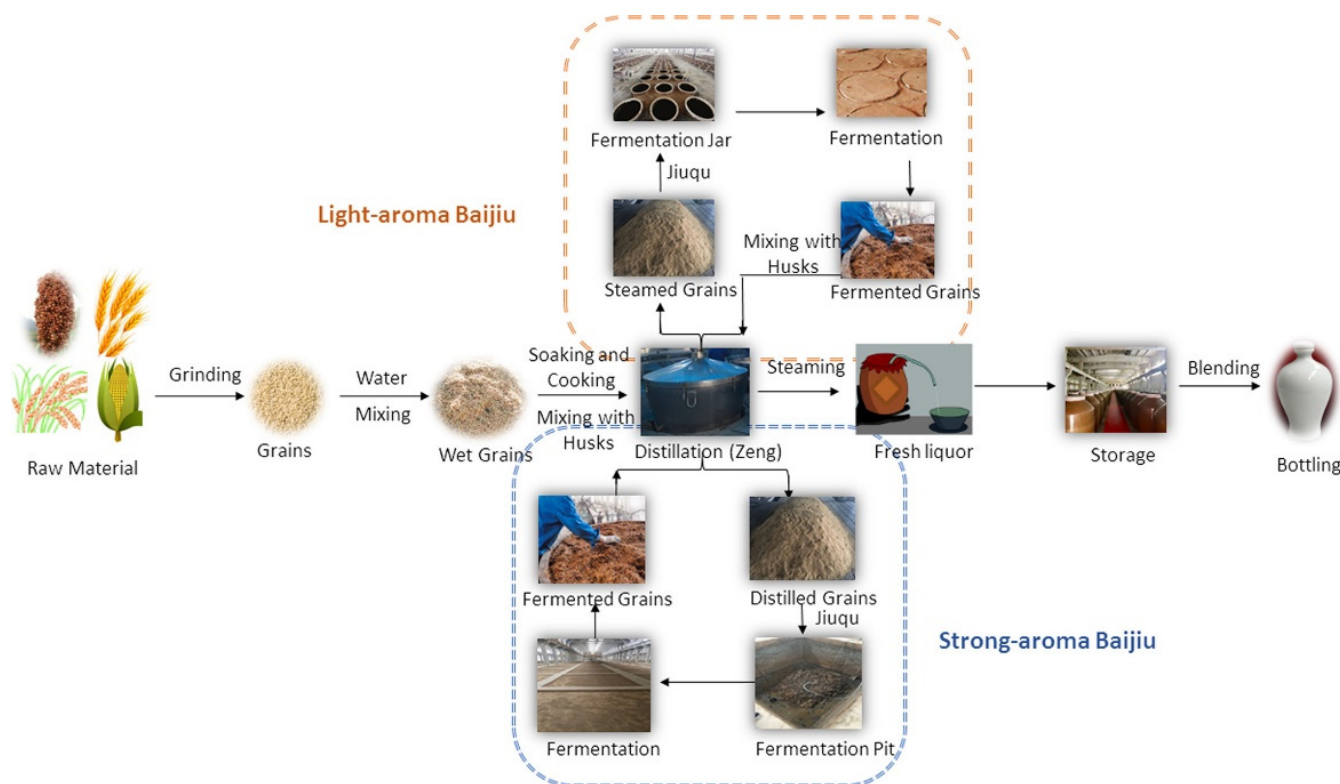 Fermentation Jar
Fermentation
Jiuqu
Light-aroma Baijiu
Mixing with
Husks
Steamed Grains
Fermented Grains
Raw Material
Grinding
Grains
Water
Mixing
Wet Grains
Soaking and
Cooking
Mixing with
Husks
Distillation (Zeng)
Steaming
Fresh liquor
Storage
Blending
Bottling
Fermented Grains
Distilled Grains
Jiuqu
Strong-aroma Baijiu
Fermentation
Fermentation Pit